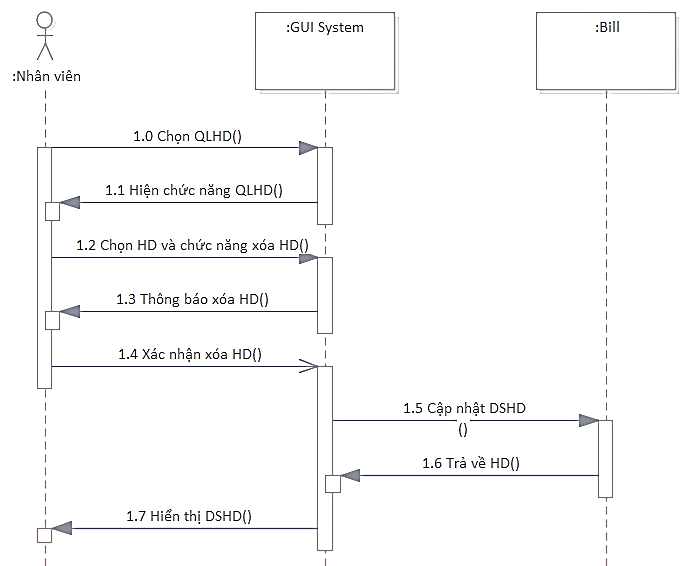 :GUI System
:Bill
:Nhân viên
1.0 Chọn QLHD()
1.1 Hiện chức năng QLHD()
1.2 Chọn HD và chức năng xóa HD()
1.3 Thông báo xóa HD()
1.4 Xác nhận xóa HD()
1.5 Cập nhật DSHD
()
1.6 Trả về HD()
1.7 Hiển thị DSHD()